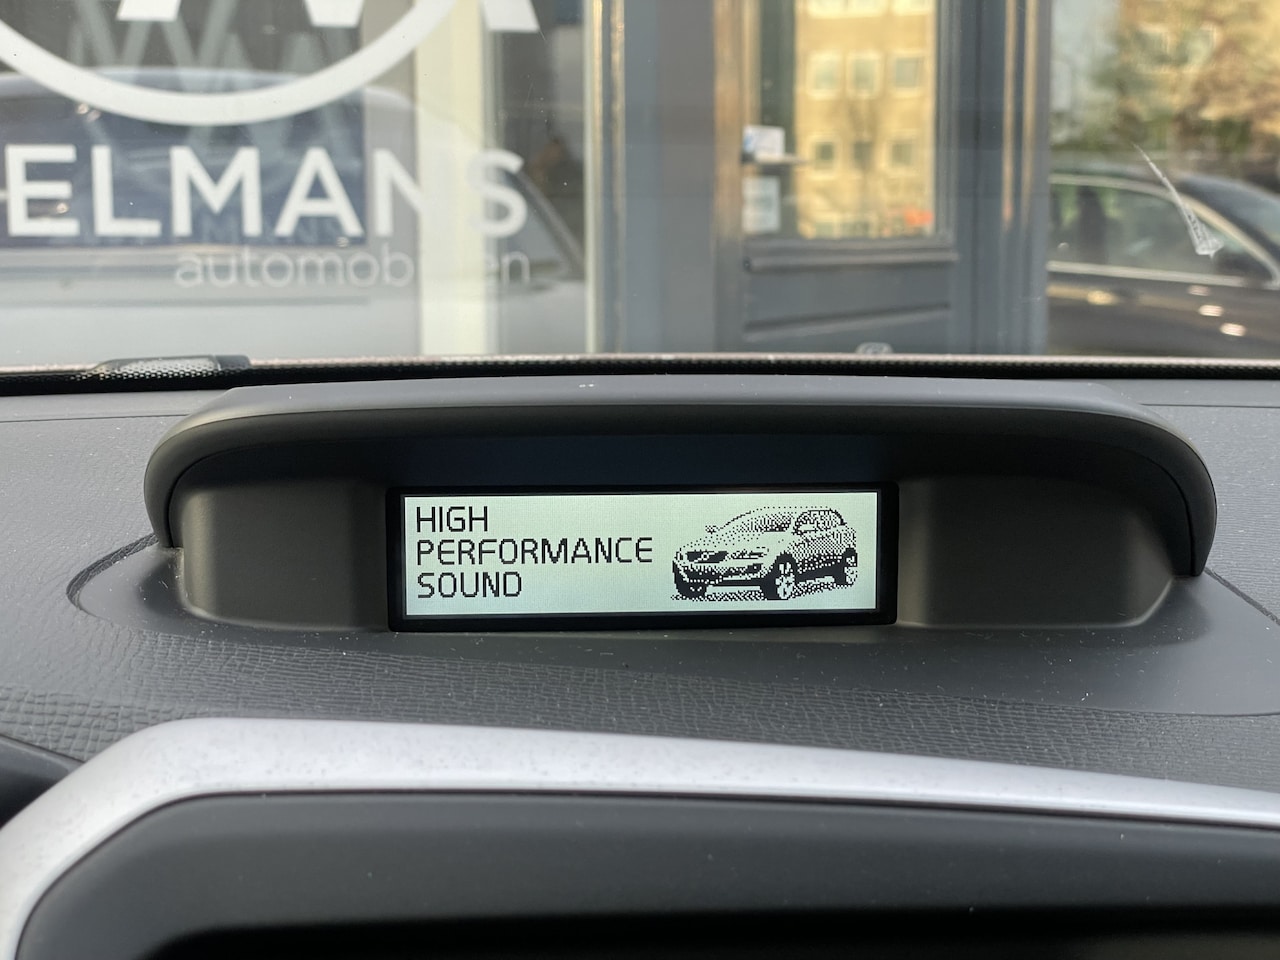 ELMANS
automobielen
HIGH
PERFORMANCE
SOUND